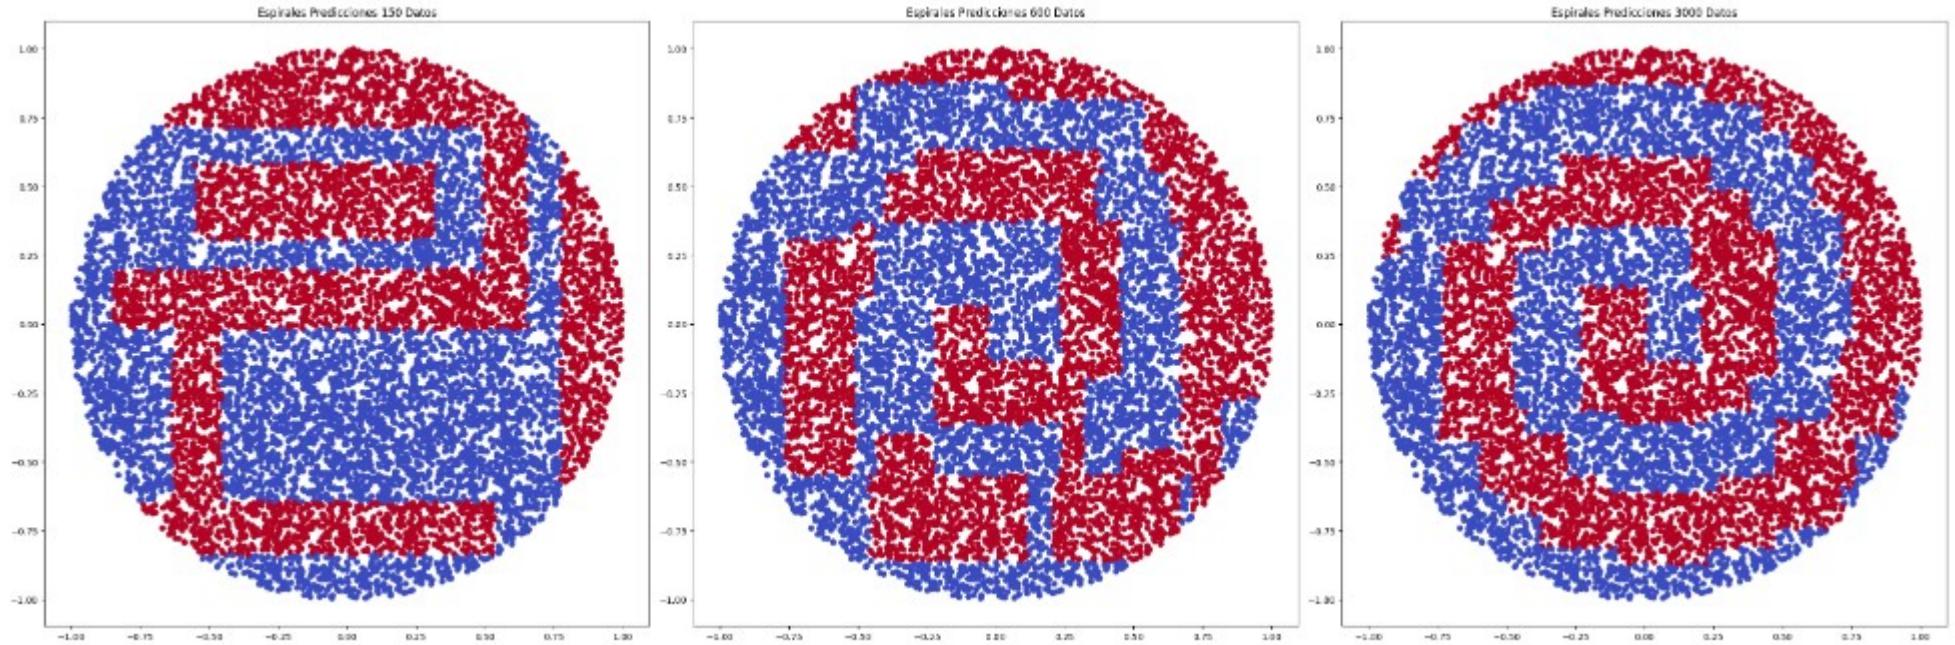 Espirales Predicciones 150 Datos
Espirales Predicciones 600 Datos
Espirales Predicciones 3000 Datos
1.00 1.00 1.00
0.75 0.75 0.75
0.50 0.50 0.50
0.25 0.25 0.25
0.00 0.00 0.00
−0.25 −0.25 −0.25
−0.50 −0.50 −0.50
−0.75 −0.75 −0.75
−1.00 −1.00 −1.00
−1.00 −0.75 −0.50 −0.25 0.00 0.25 0.50 0.75 1.00
−1.00 −0.75 −0.50 −0.25 0.00 0.25 0.50 0.75 1.00
−1.00 −0.75 −0.50 −0.25 0.00 0.25 0.50 0.75 1.00